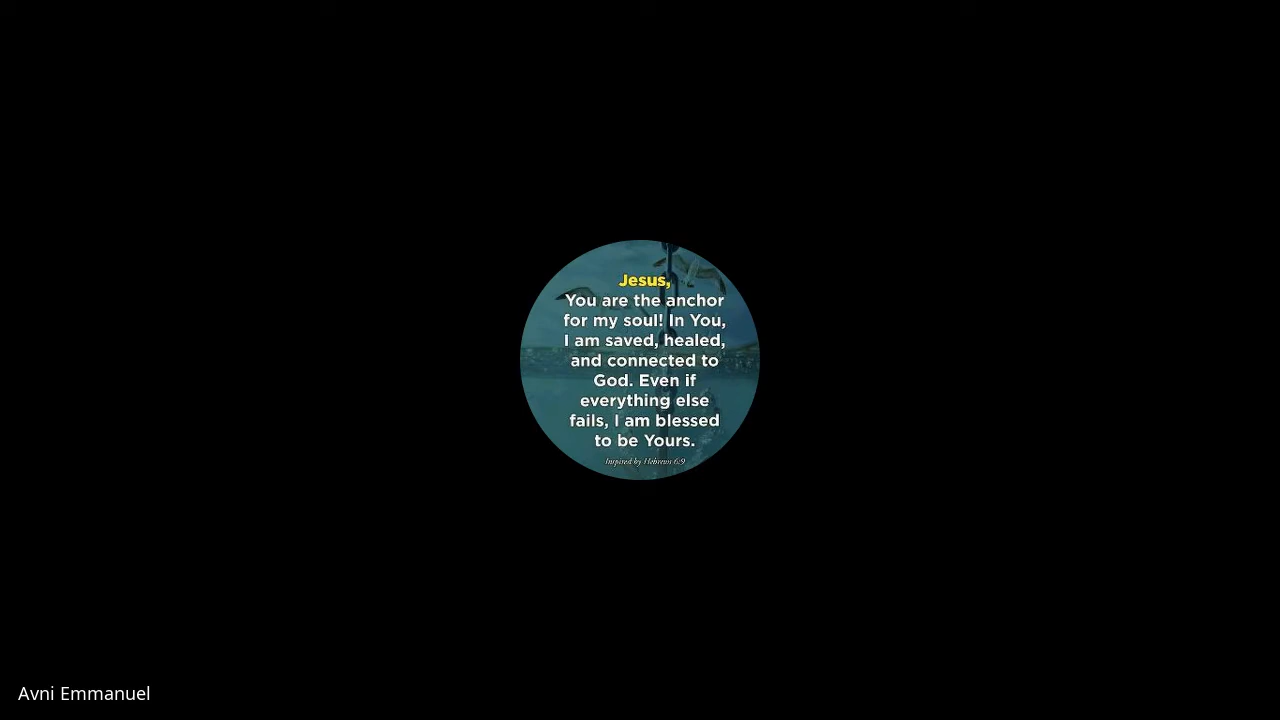 Jesus,
You are the anchor
for my soul! In You,
I am saved, healed,
and connected to
God. Even if
everything else
fails, I am blessed
to be Yours.
Inspired by Hebrews 6:9
Avni Emmanuel